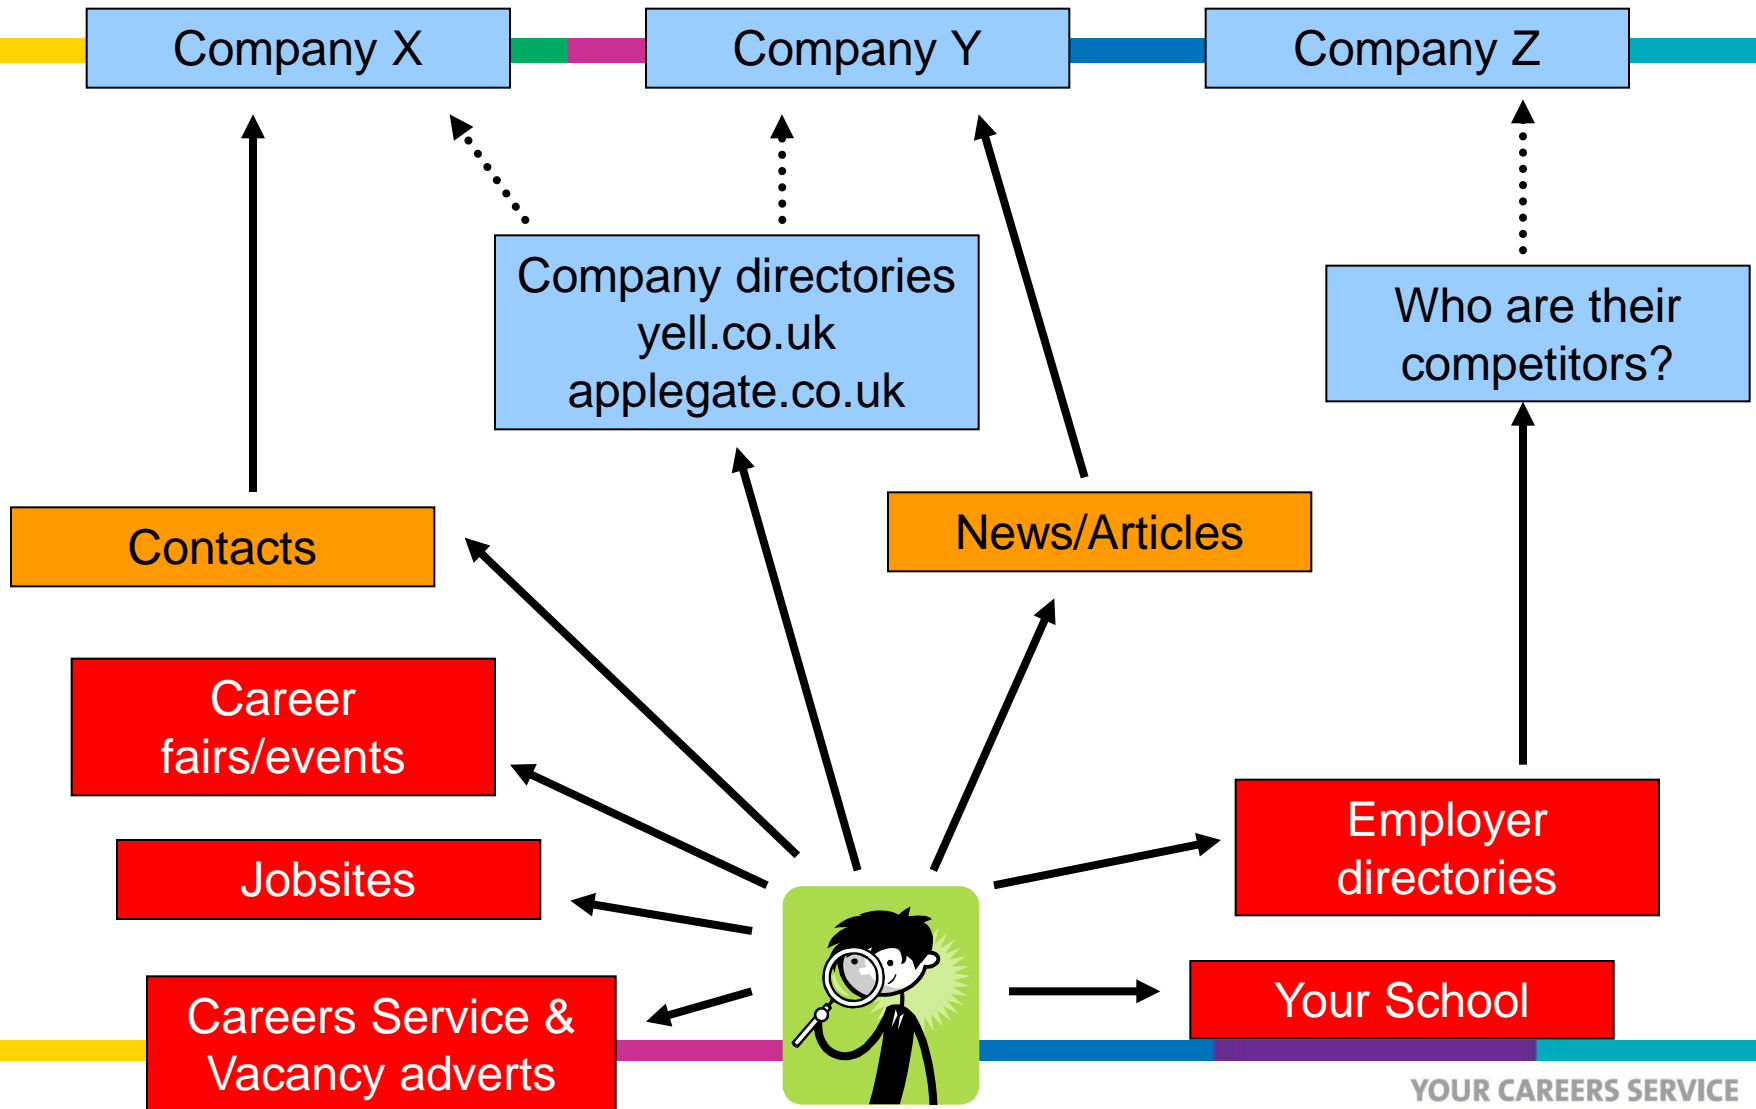 Company X
Company Y
Company Z
Company directories
yell.co.uk
applegate.co.uk
Who are their
competitors?
Contacts
News/Articles
Career
fairs/events
Employer
directories
Jobsites
Careers Service &
Vacancy adverts
Your School
YOUR CAREERS SERVICE